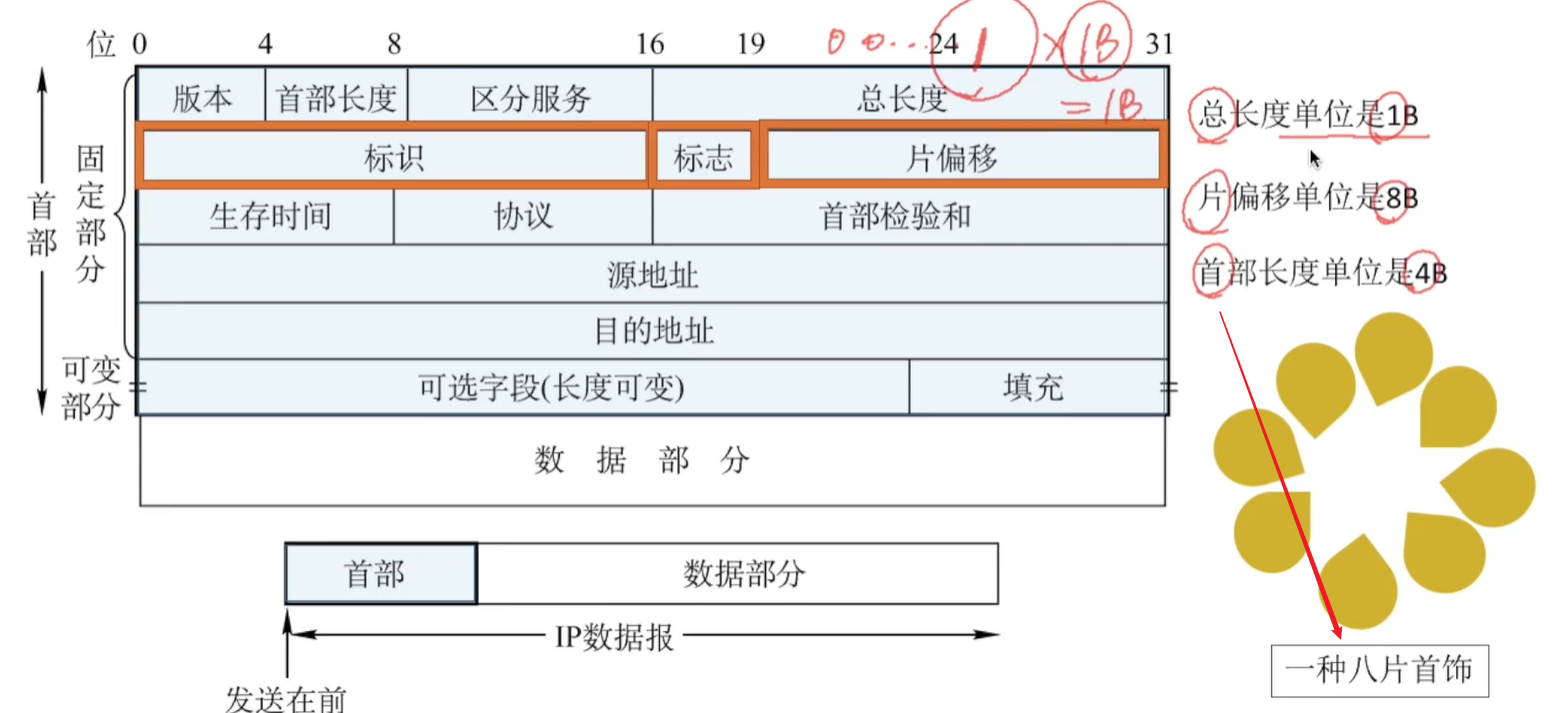 位 0 4 8 16 19 24 31
0 0... 1 × 1B
= 1B
版本 首部长度 区分服务 总长度
总长度单位是1B
标识 标志 片偏移
片偏移单位是8B
生存时间 协议 首部检验和
首部长度单位是4B
源地址
目的地址
可选字段(长度可变) 填充
首部
固定部分
可变部分
数据部分
首部 数据部分
IP数据报
发送在前
一种八片首饰